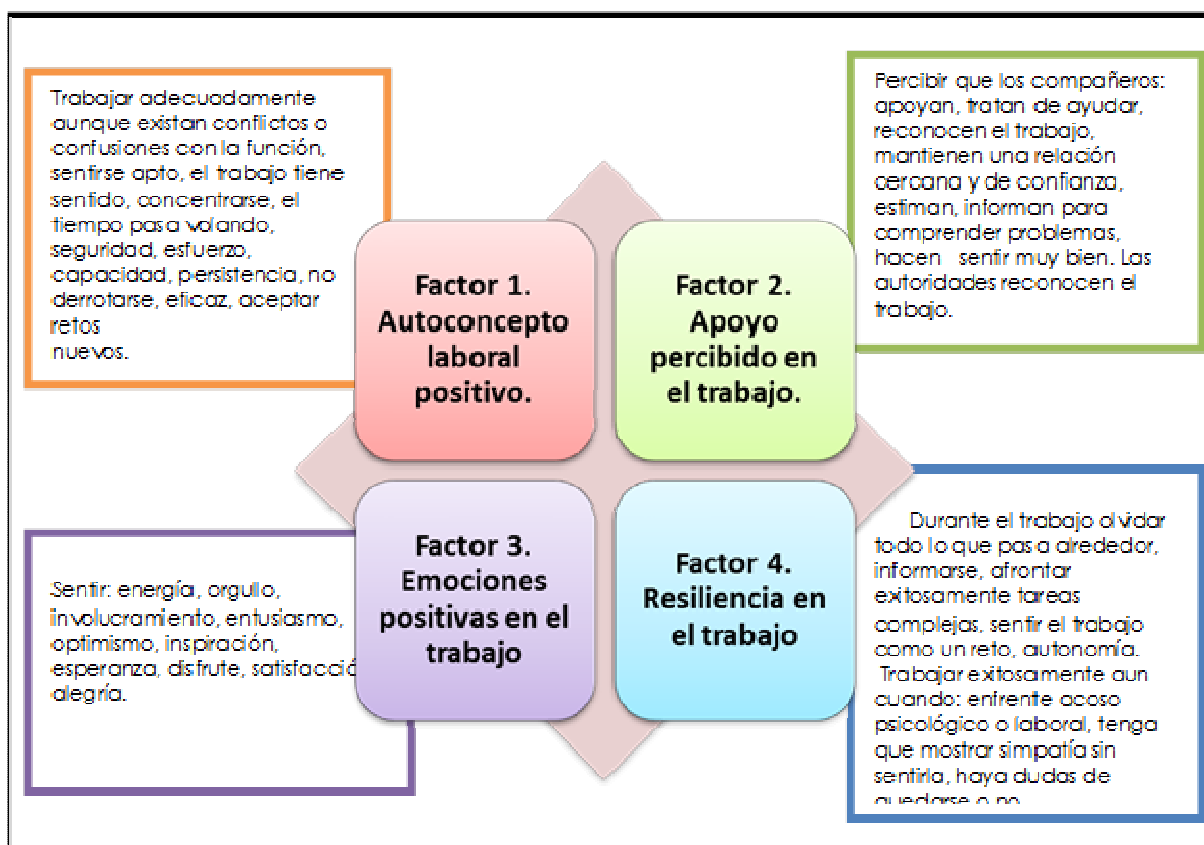 Trabajar adecuadamente
aunque existan conflictos o
confusiones con la función,
sentirse apto, el trabajo tiene
sentido, concentrarse, el
tiempo pasa volando,
seguridad, esfuerzo,
capacidad, persistencia, no
derrotarse, eficaz, aceptar
retos
nuevos.
Percibir que los compañeros:
apoyan, tratan de ayudar,
reconocen el trabajo,
mantienen una relación
cercana y de confianza,
estiman, informan para
comprender problemas,
hacen sentir muy bien. Las
autoridades reconocen el
trabajo.
Factor 1.
Autoconcepto
laboral
positivo.
Factor 2.
Apoyo
percibido en
el trabajo.
Factor 3.
Emociones
positivas en el
trabajo
Factor 4.
Resiliencia en
el trabajo
Sentir: energía, orgullo,
involucramiento, entusiasmo,
optimismo, inspiración,
esperanza, disfrute, satisfacció
alegría.
Durante el trabajo olvidar
todo lo que pasa alrededor,
informarse, afrontar
exitosamente tareas
complejas, sentir el trabajo
como un reto, autonomía.
Trabajar exitosamente aun
cuando: enfrente acoso
psicológico o laboral, tenga
que mostrar simpatía sin
sentirla, haya dudas de
quedarse o no